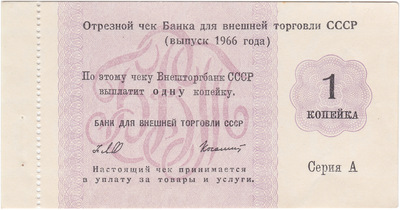 Отрезной чек Банка для внешней торговли СССР
(выпуск 1966 года)
По этому чеку Внешторгбанк СССР
выплатит одну копейку.
1
КОПЕЙКА
БАНК ДЛЯ ВНЕШНЕЙ ТОРГОВЛИ СССР
Настоящий чек принимается
в уплату за товары и услуги.
Серия А